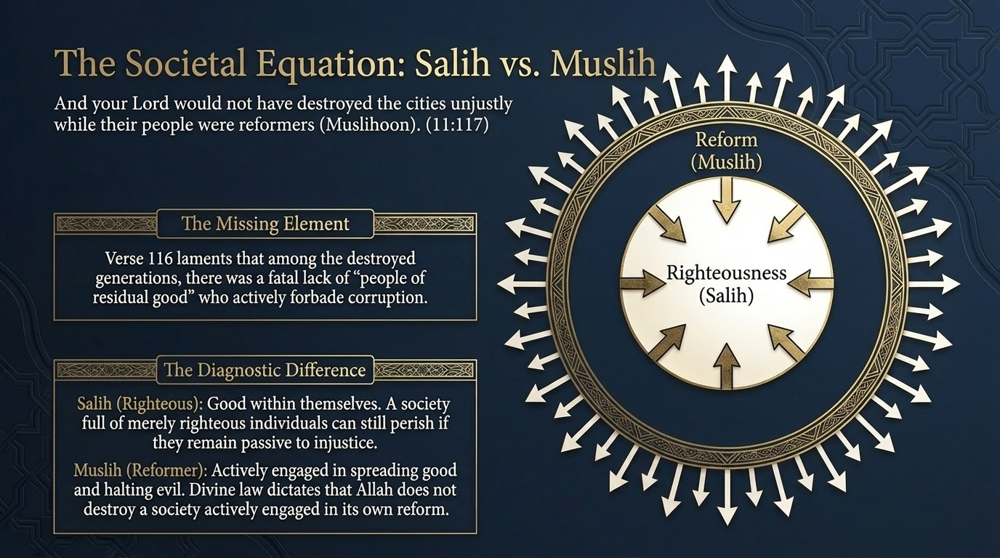 The Societal Equation: Salih vs. Muslih
And your Lord would not have destroyed the cities unjustly
while their people were reformers (Muslihoon). (11:117)
The Missing Element
Verse 116 laments that among the destroyed
generations, there was a fatal lack of “people of
residual good” who actively forbade corruption.
The Diagnostic Difference
Salih (Righteous): Good within themselves. A society
full of merely righteous individuals can still perish if
they remain passive to injustice.
Muslih (Reformer): Actively engaged in spreading good
and halting evil. Divine law dictates that Allah does not
destroy a society actively engaged in its own reform.
Reform
(Muslih)
Righteousness
(Salih)